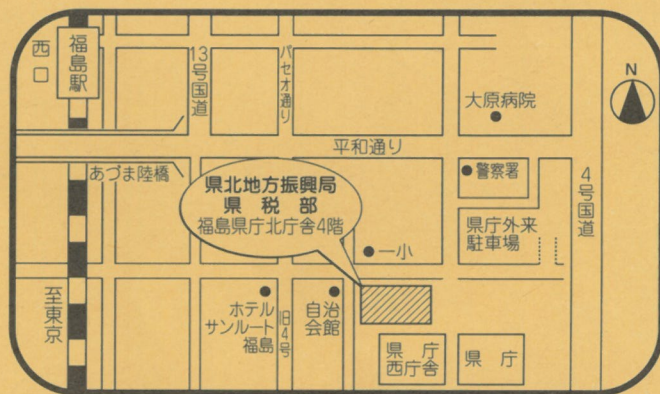 西口
福島駅
13号国道
パセオ通り
大原病院
N
平和通り
あづま陸橋
警察署
4号国道
県北地方振興局
県税部
福島県庁北庁舎4階
県庁外来
駐車場
一小
至東京
ホテル
サンルート
福島
旧4号
自治
会館
県庁
西庁舎
県庁